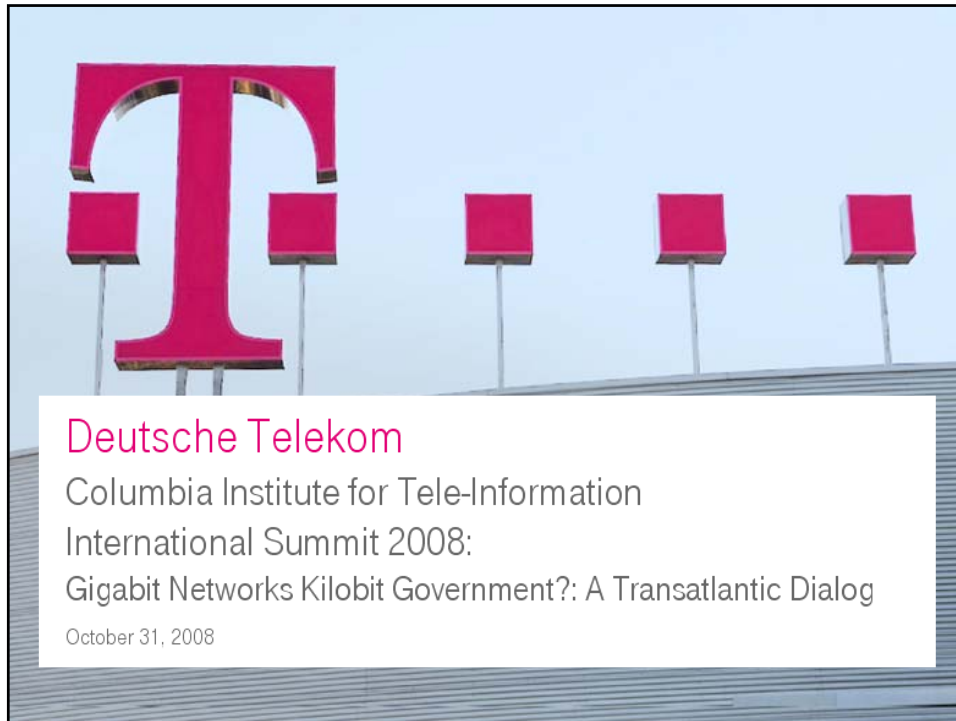 T
Deutsche Telekom
Columbia Institute for Tele-Information
International Summit 2008:
Gigabit Networks Kilobit Government?: A Transatlantic Dialog
October 31, 2008